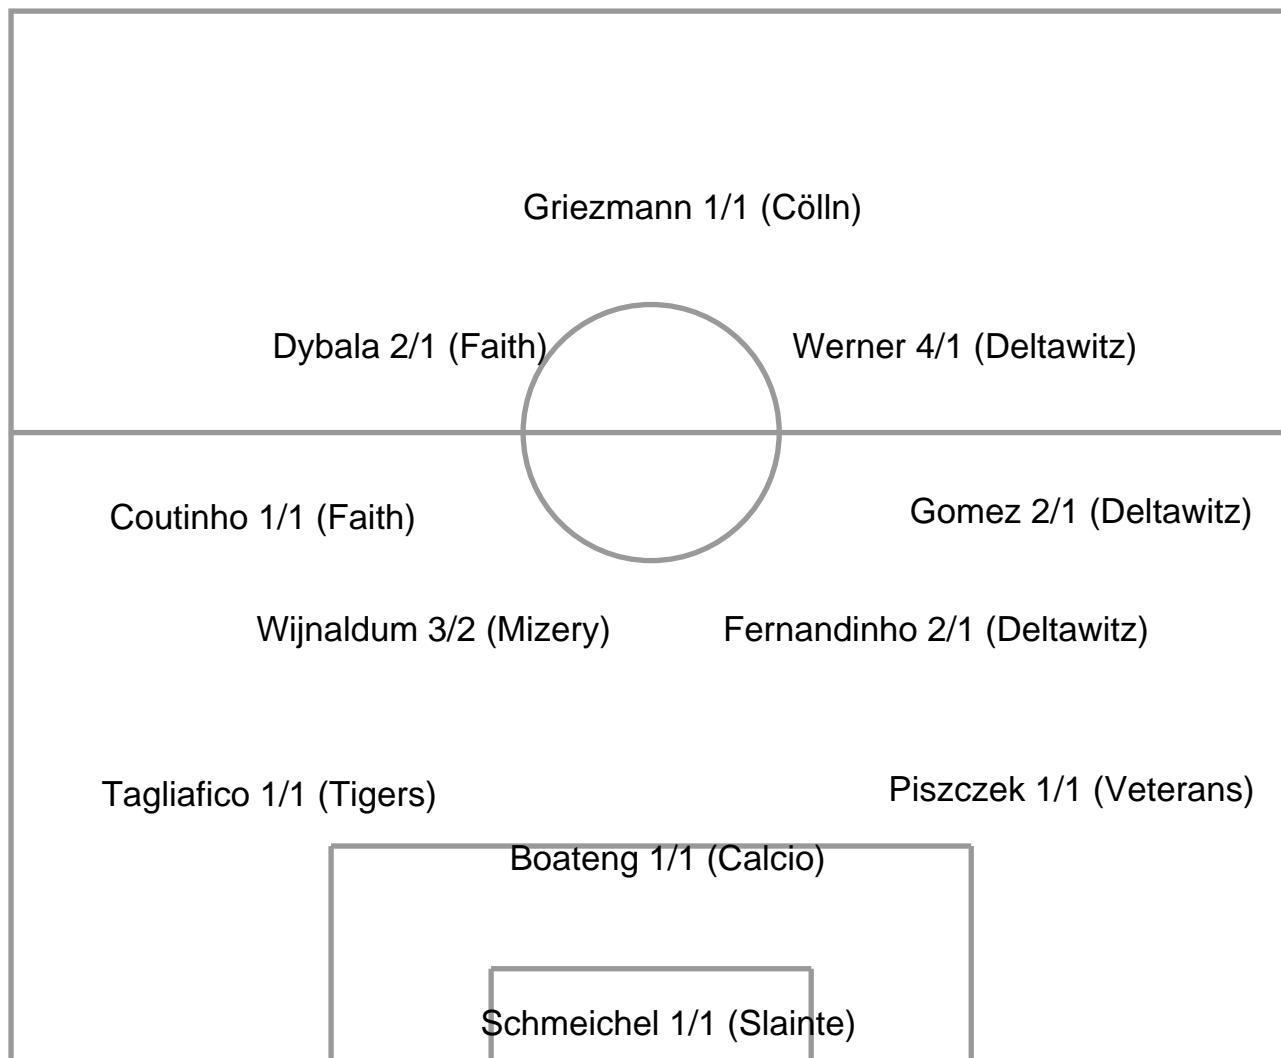 Griezmann 1/1 (Cölln)
Dybala 2/1 (Faith)
Werner 4/1 (Deltawitz)
Coutinho 1/1 (Faith)
Gomez 2/1 (Deltawitz)
Wijnaldum 3/2 (Mizery)
Fernandinho 2/1 (Deltawitz)
Tagliafico 1/1 (Tigers)
Piszczek 1/1 (Veterans)
Boateng 1/1 (Calcio)
Schmeichel 1/1 (Slainte)